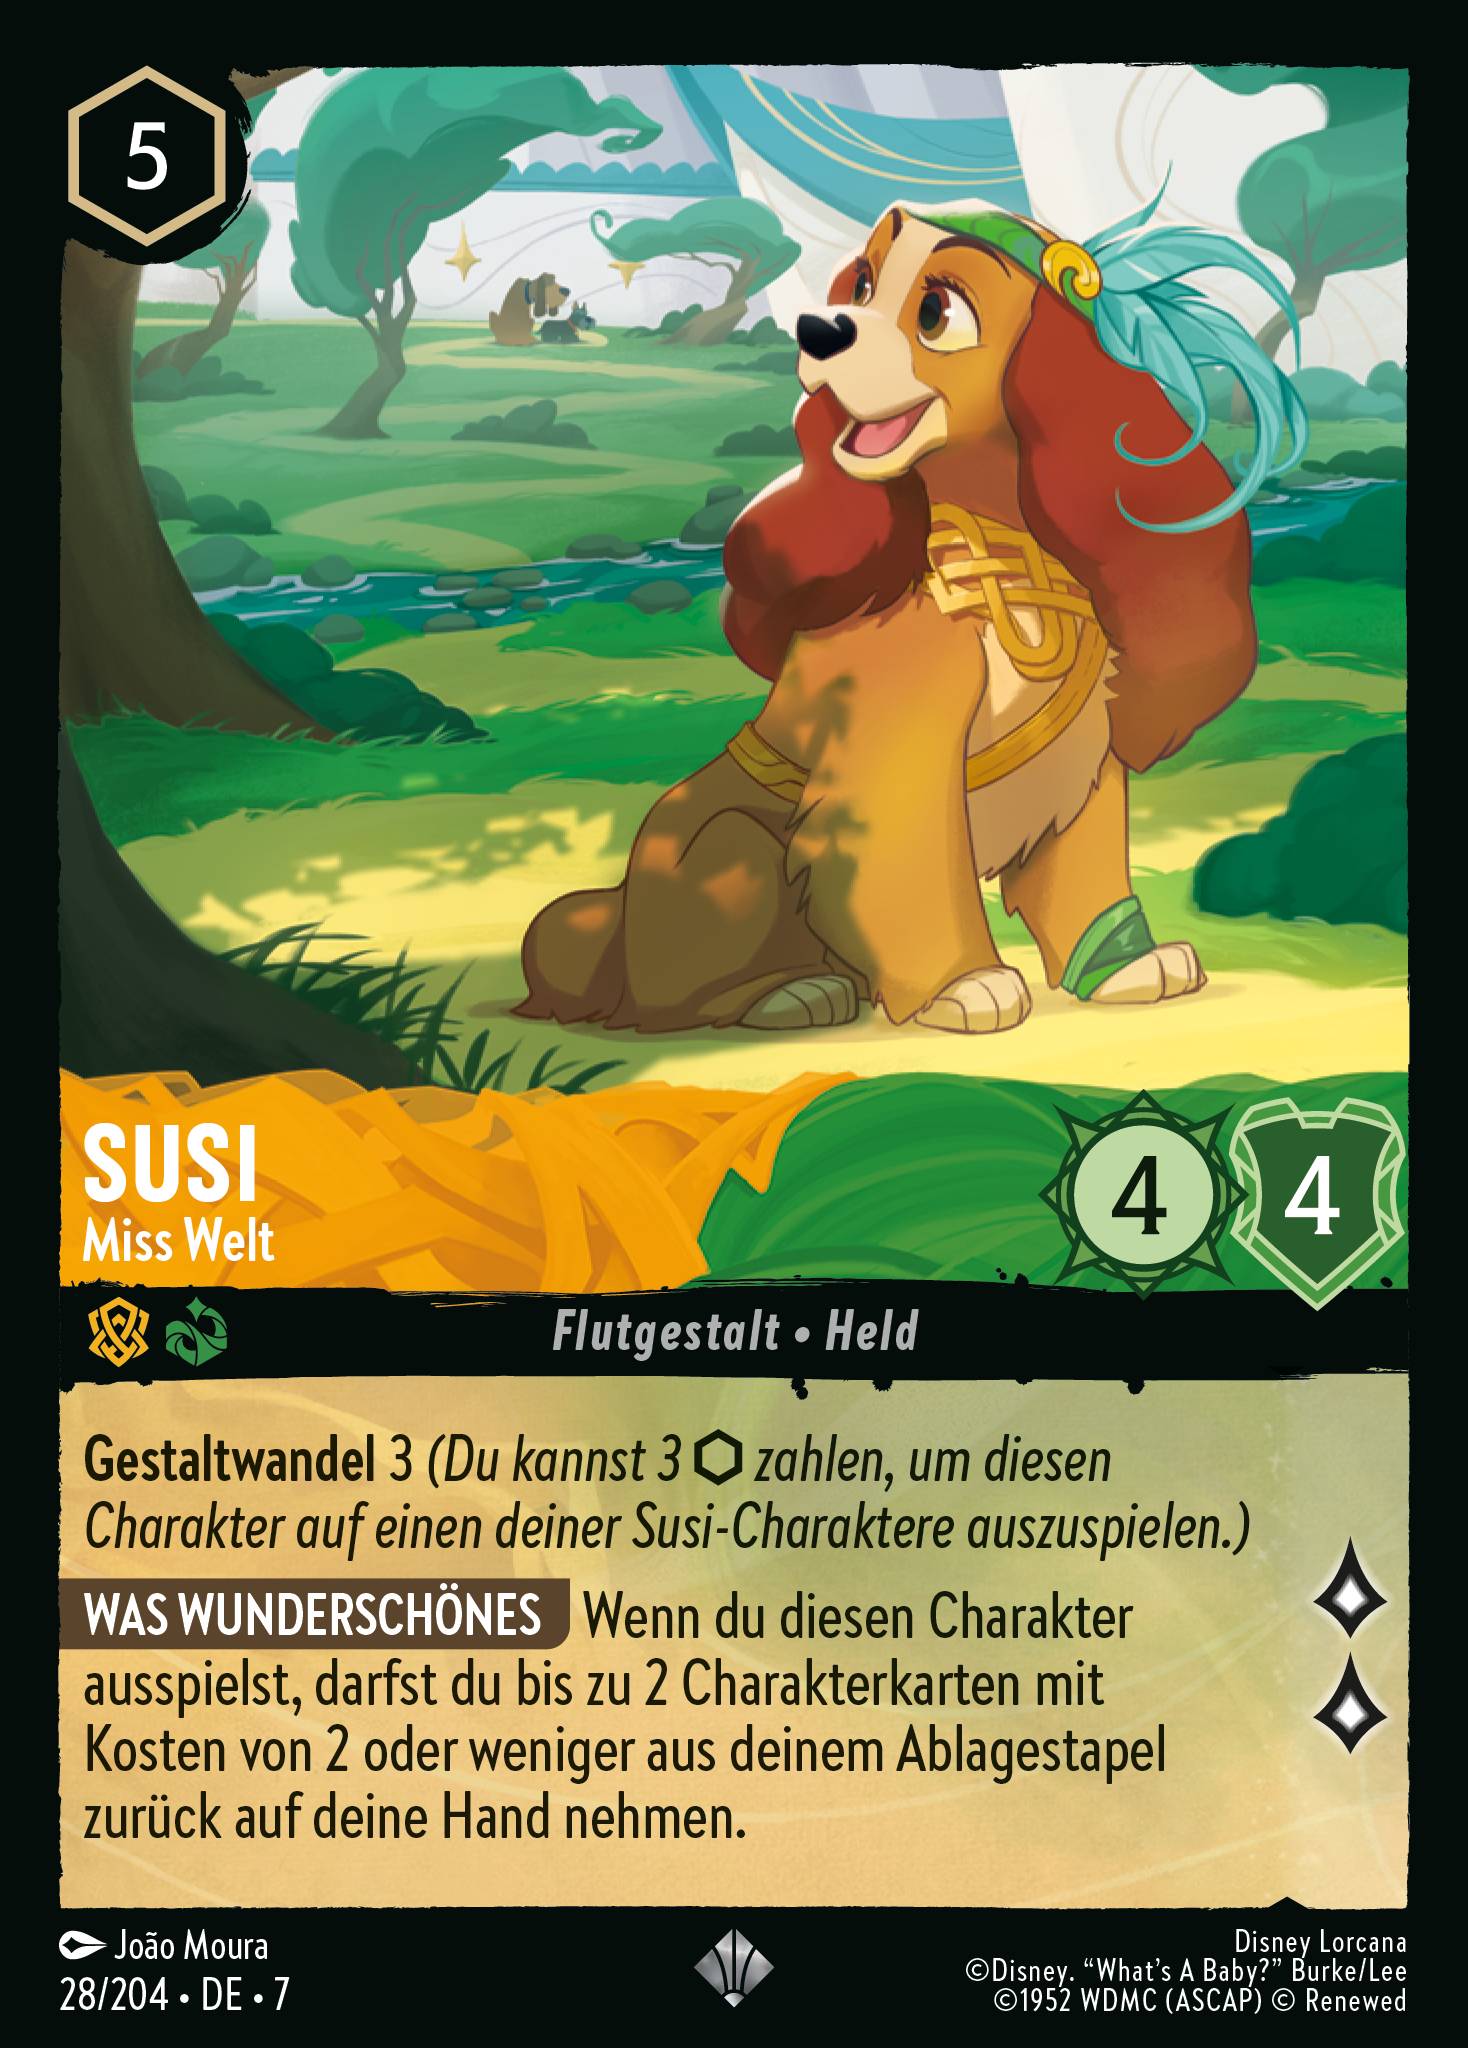 5
SUSI
Miss Welt
4
4
Flutgestalt • Held
Gestaltwandel 3 (Du kannst 3 ⬡ zahlen, um diesen
Charakter auf einen deiner Susi-Charaktere auszuspielen.)
WAS WUNDERSCHÖNES Wenn du diesen Charakter
ausspielst, darfst du bis zu 2 Charakterkarten mit
Kosten von 2 oder weniger aus deinem Ablagestapel
zurück auf deine Hand nehmen.
João Moura
28/204 • DE • 7
Disney Lorcana
©Disney. “What’s A Baby?” Burke/Lee
©1952 WDMC (ASCAP) © Renewed